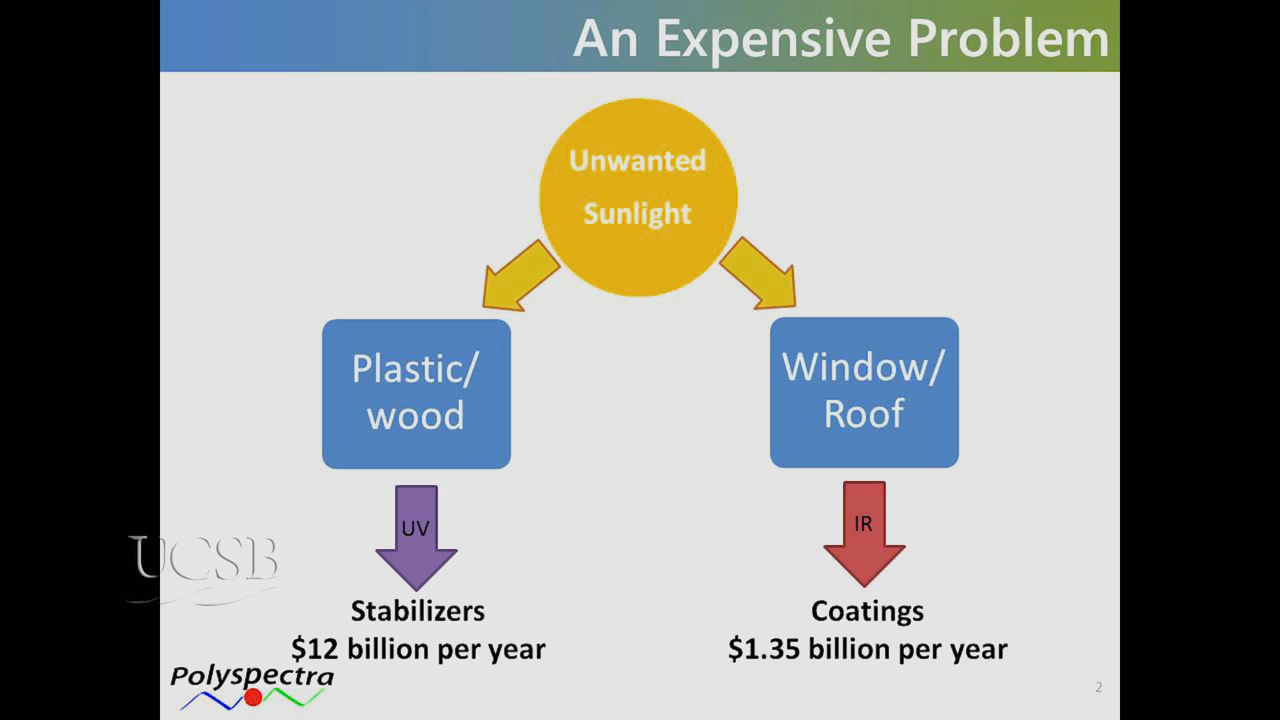 An Expensive Problem
Unwanted
Sunlight
Plastic/
wood
Window/
Roof
UV
IR
UCSB
Stabilizers
$12 billion per year
Coatings
$1.35 billion per year
Polyspectra
2